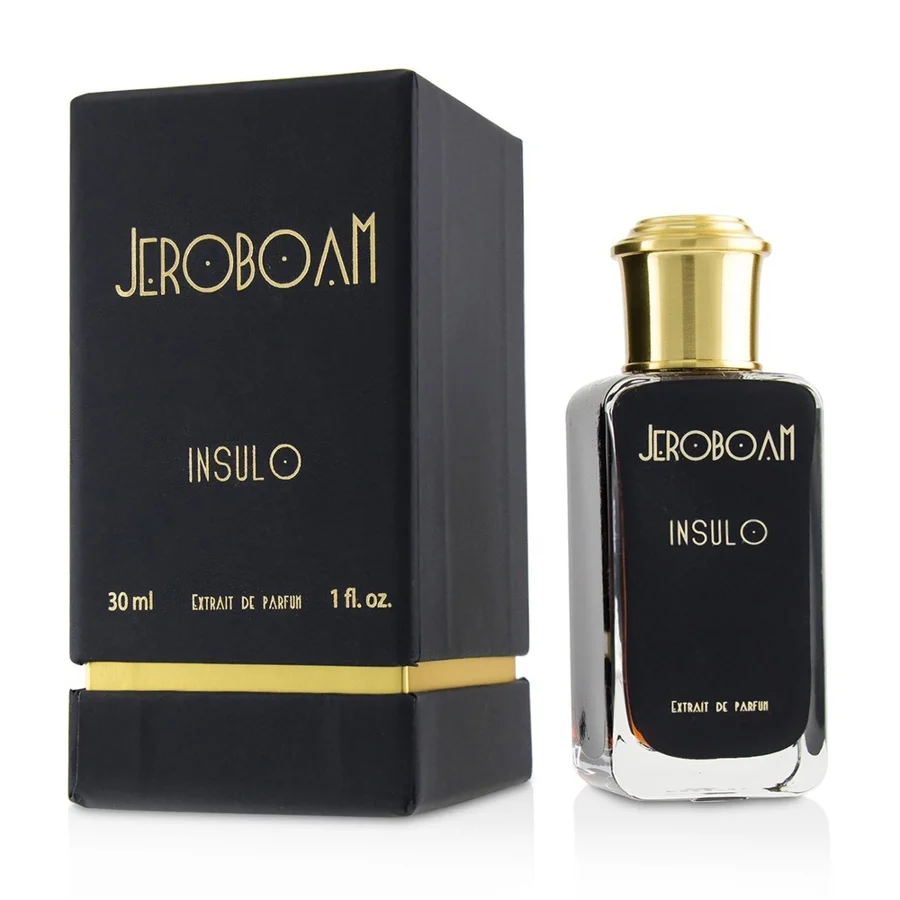 JEROBOAM
INSULO
30 ml EXTRAIT DE PARFUM 1 fl. oz.
JEROBOAM
INSULO
EXTRAIT DE PARFUM